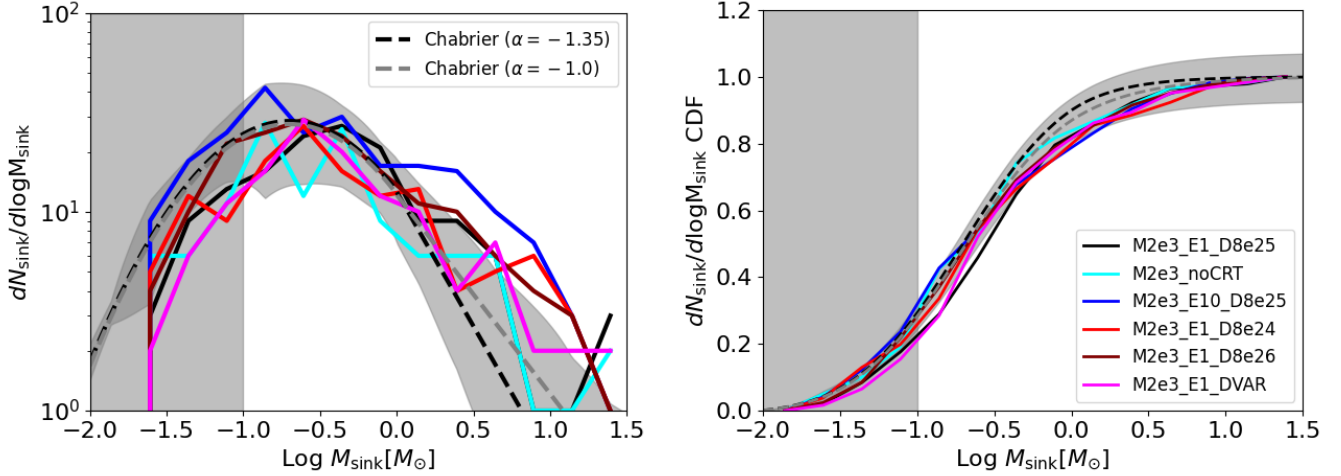 10²
10¹
10⁰
dN_sink/dlogM_sink
Chabrier (α = −1.35)
Chabrier (α = −1.0)
−2.0 −1.5 −1.0 −0.5 0.0 0.5 1.0 1.5
Log M_sink[M_⊙]
1.2
1.0
0.8
0.6
0.4
0.2
0.0
dN_sink/dlogM_sink CDF
M2e3_E1_D8e25
M2e3_noCRT
M2e3_E10_D8e25
M2e3_E1_D8e24
M2e3_E1_D8e26
M2e3_E1_DVAR
−2.0 −1.5 −1.0 −0.5 0.0 0.5 1.0 1.5
Log M_sink[M_⊙]